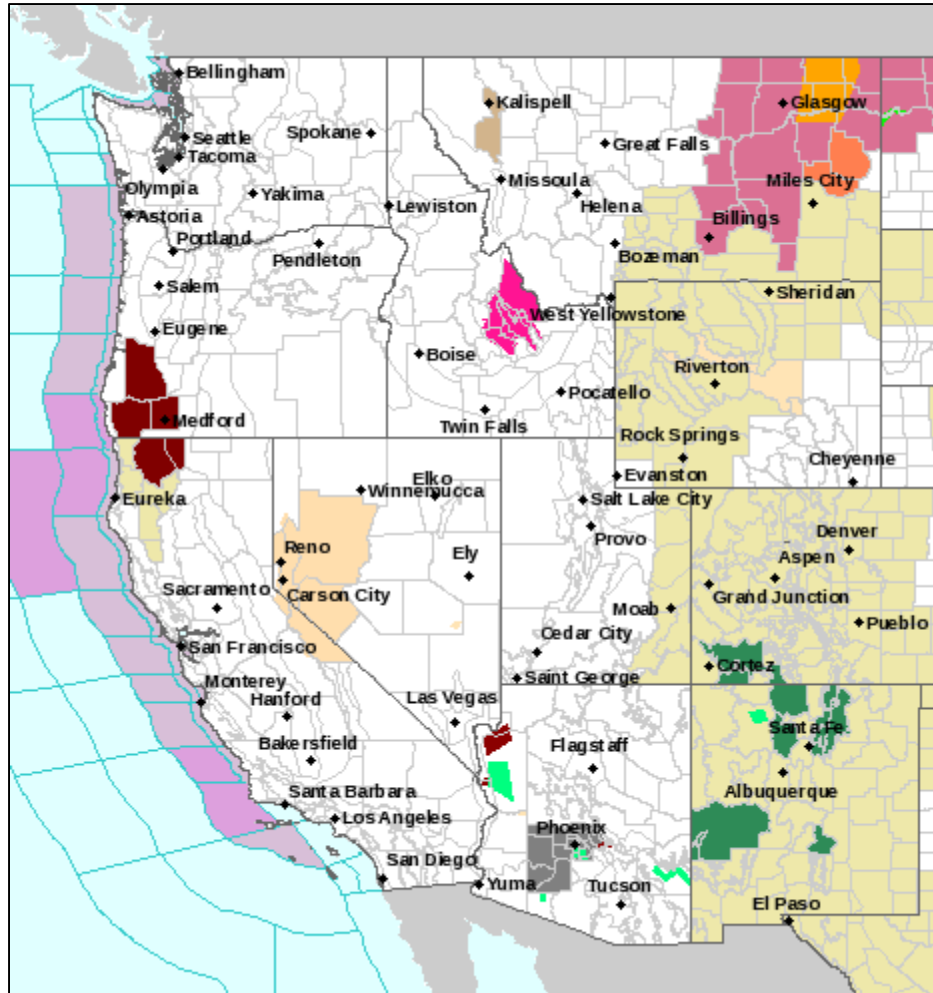 Bellingham
Kalispell
Glasgow
Seattle
Spokane
Great Falls
Tacoma
Missoula
Miles City
Olympia
Yakima
Lewiston
Helena
Astoria
Billings
Portland
Pendleton
Bozeman
Salem
Sheridan
West Yellowstone
Eugene
Boise
Riverton
Pocatello
Medford
Twin Falls
Rock Springs
Cheyenne
Elko
Evanston
Winnemucca
Eureka
Salt Lake City
Denver
Provo
Reno
Ely
Aspen
Sacramento
Carson City
Grand Junction
Moab
Pueblo
Cedar City
San Francisco
Cortez
Saint George
Monterey
Las Vegas
Hanford
Santa Fe
Bakersfield
Flagstaff
Albuquerque
Santa Barbara
Los Angeles
Phoenix
San Diego
Yuma
Tucson
El Paso